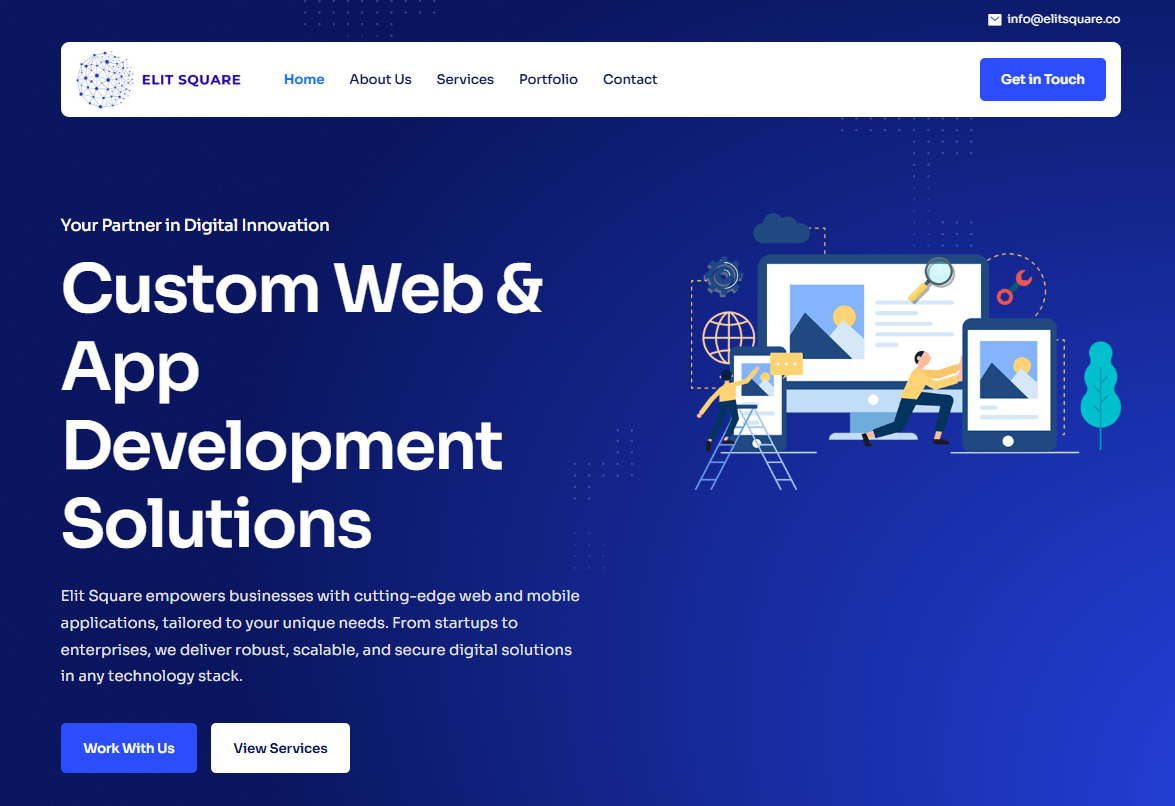 info@elitsquare.co
ELIT SQUARE
Home
About Us
Services
Portfolio
Contact
Get in Touch
Your Partner in Digital Innovation
Custom Web &
App
Development
Solutions
Elit Square empowers businesses with cutting-edge web and mobile
applications, tailored to your unique needs. From startups to
enterprises, we deliver robust, scalable, and secure digital solutions
in any technology stack.
Work With Us
View Services